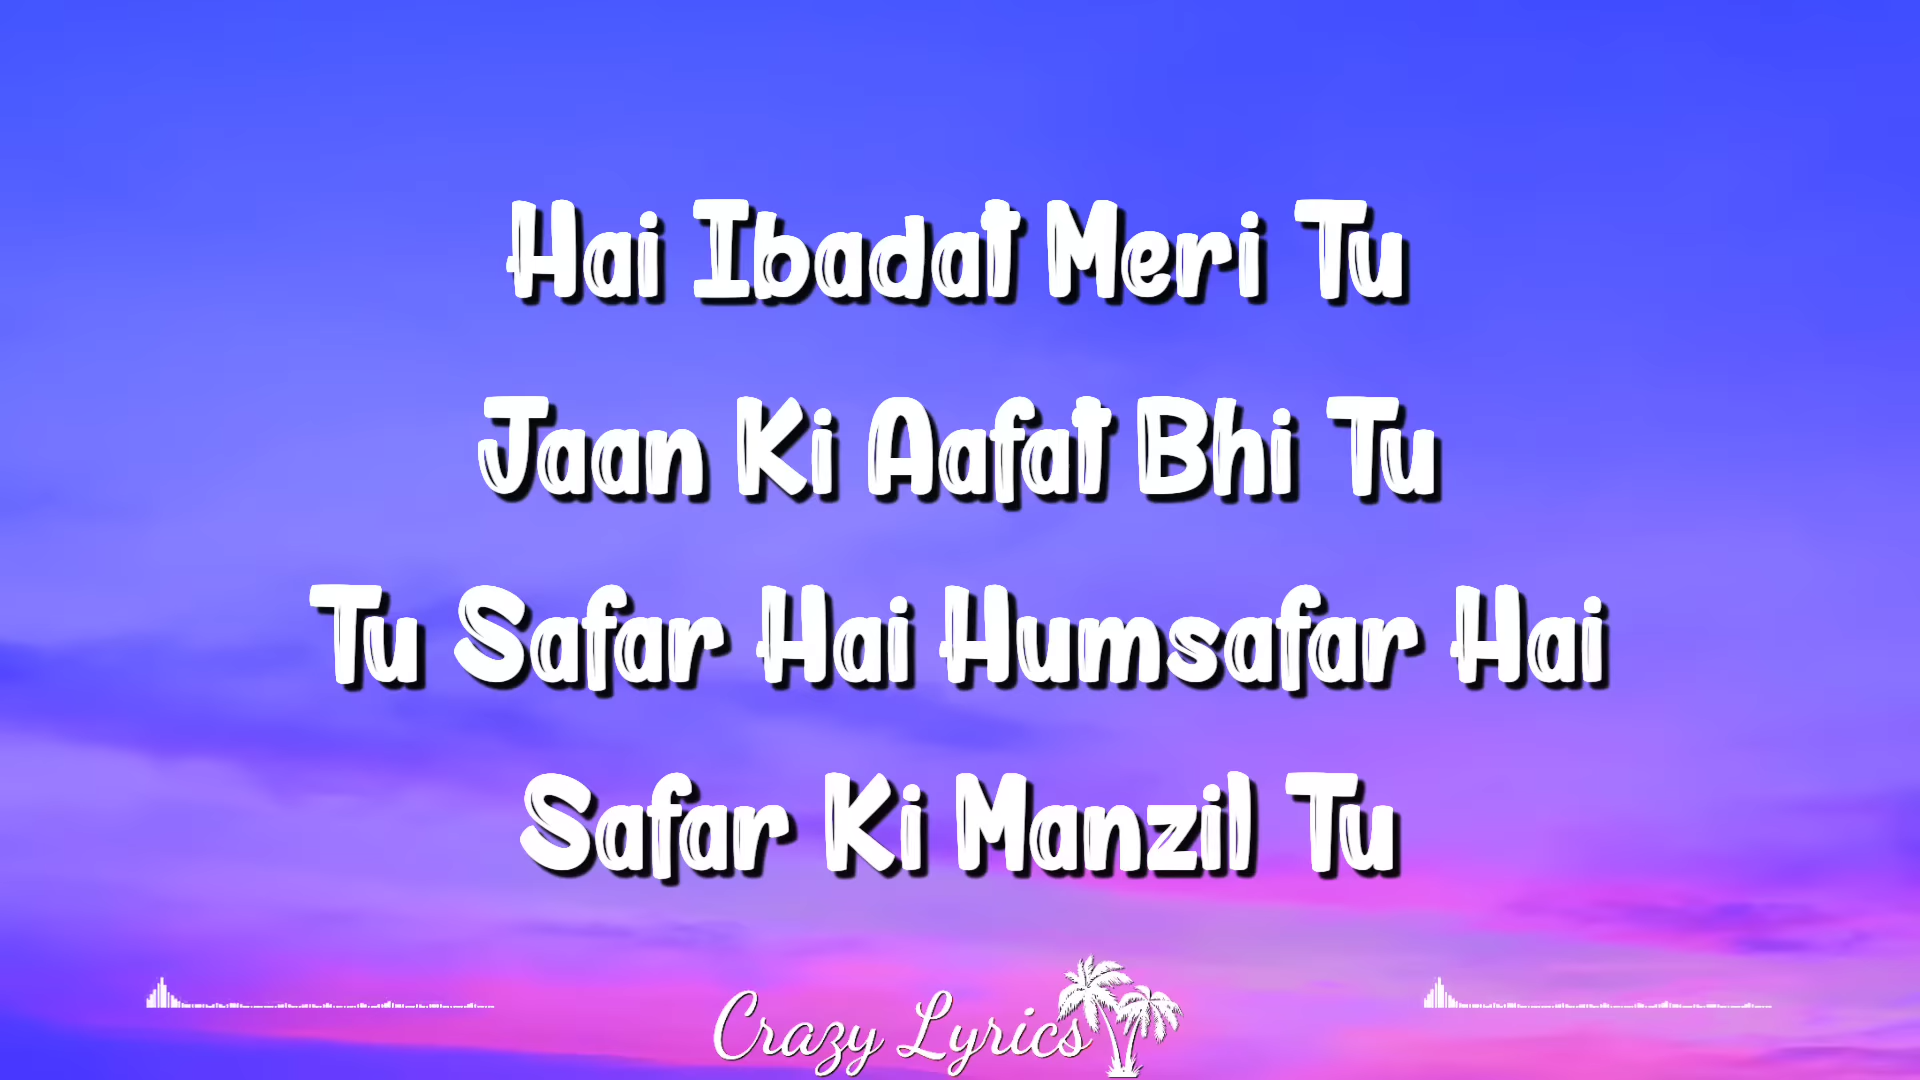 Hai Ibadat Meri Tu
Jaan Ki Aafat Bhi Tu
Tu Safar Hai Humsafar Hai
Safar Ki Manzil Tu
Crazy Lyrics